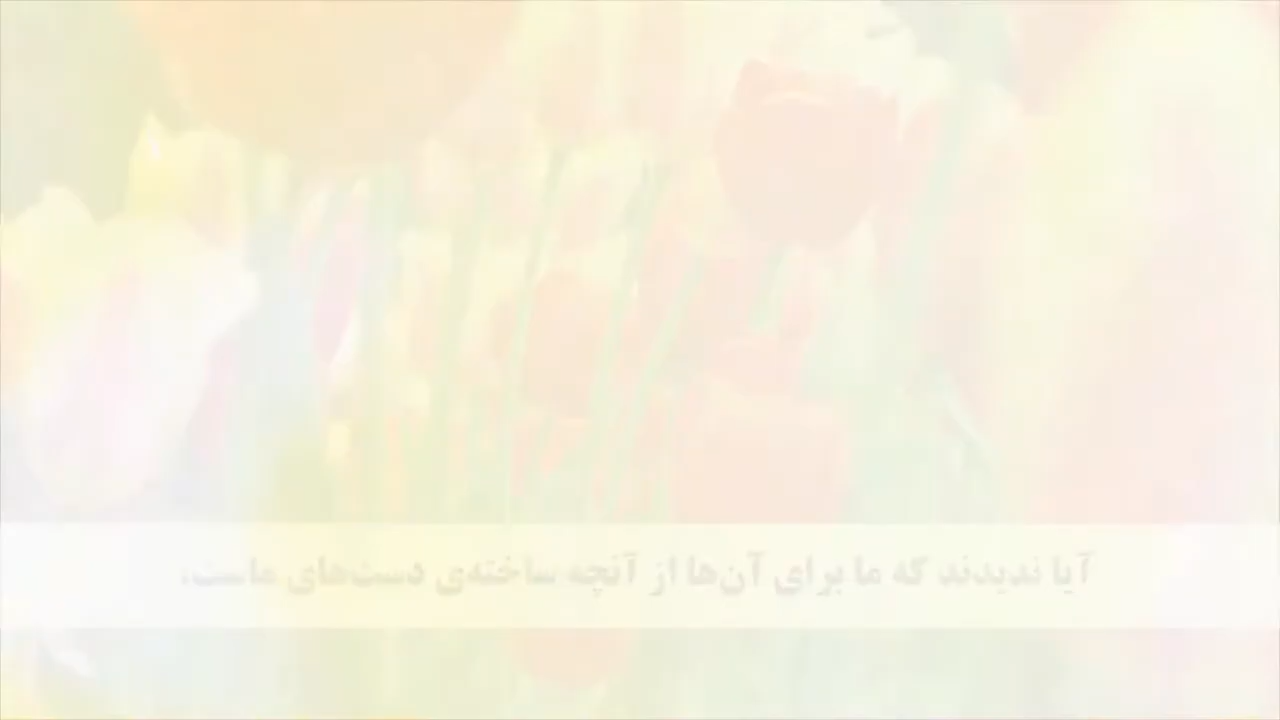 آیا ندیدند که ما برای آن‌ها از آنچه ساخته‌ی دست‌های ماست،